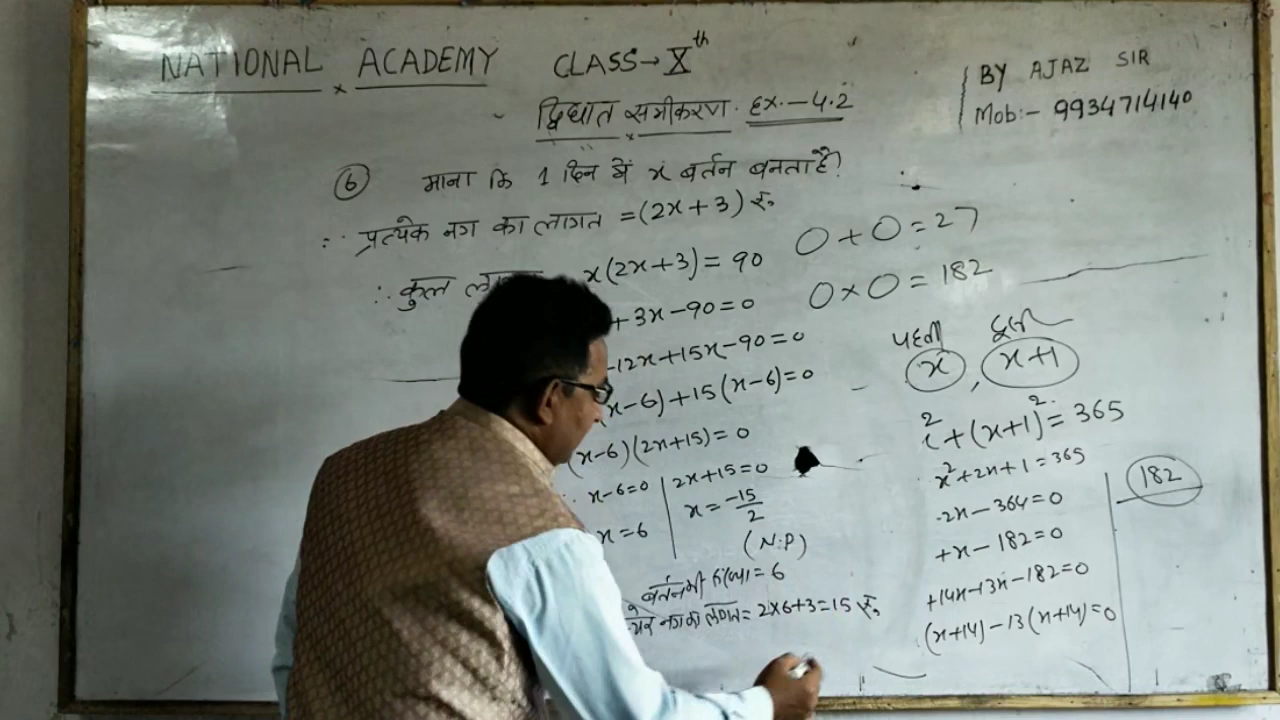 NATIONAL ACADEMY CLASS→Xth
BY AJAZ SIR
Mob:- 9934714140
द्विघात समीकरण. Ex.-4.2
⑥ माना कि 1 दिन में x बर्तन बनता है?
∴ प्रत्येक नग का लागत =(2x+3) रु.
∴ कुल
x(2x+3)= 90
+3x-90=0
-12x+15x-90=0
x-6)+15(x-6)=0
(x-6)(2x+15)=0
x-6=0 | 2x+15=0
x=6 | x=-15/2
(N.P)
बर्तन की = 6
नग का लागत= 2x6+3=15 रु.
0+0=27
0x0=182
पहली दूसरी
x, x+1
²+(x+1)²=365
x²+2x+1=365
2x-364=0
+x-182=0
+14x-13x-182=0
(x+14)-13(x+14)=0
182